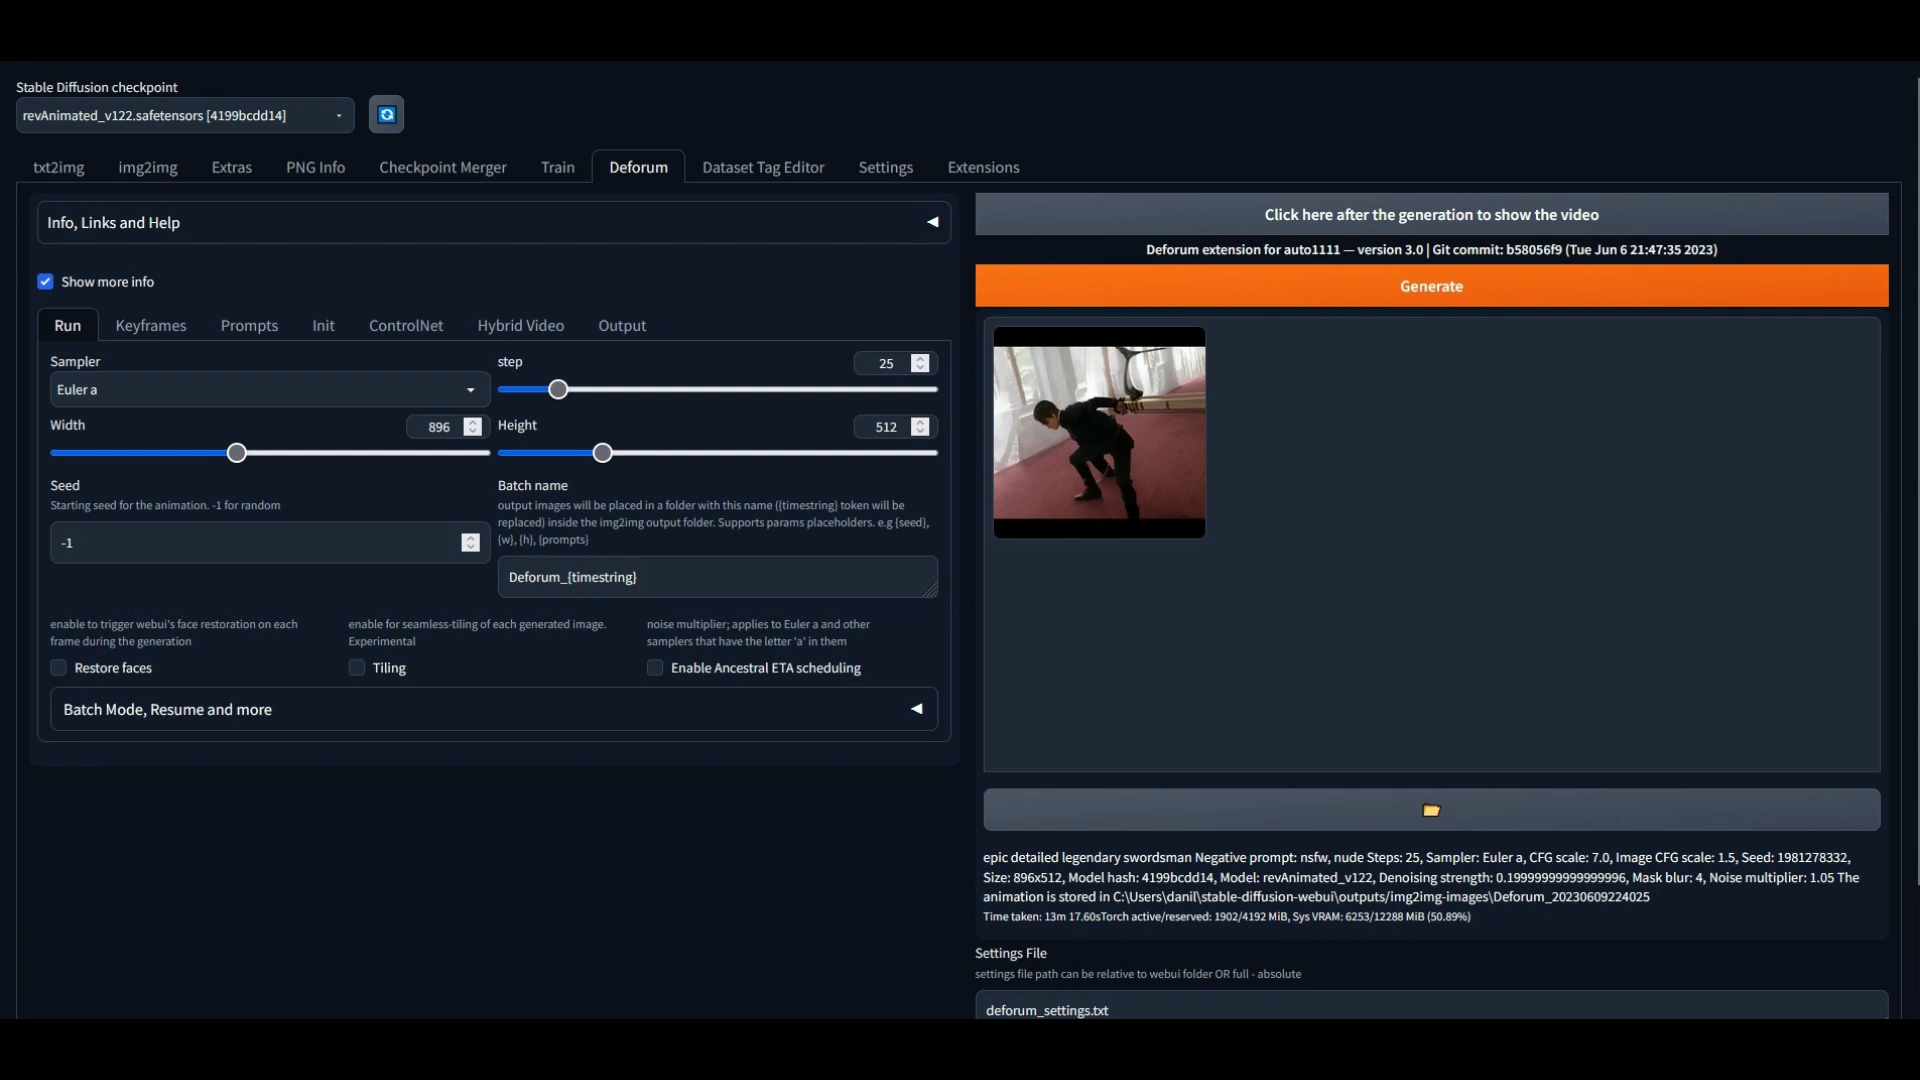 Stable Diffusion checkpoint
revAnimated_v122.safetensors [4199bcdd14]
txt2img img2img Extras PNG Info Checkpoint Merger Train Deforum Dataset Tag Editor Settings Extensions
Info, Links and Help
Show more info
Run Keyframes Prompts Init ControlNet Hybrid Video Output
Sampler
Euler a
step
25
Width
896
Height
512
Seed
Starting seed for the animation. -1 for random
-1
Batch name
output images will be placed in a folder with this name ({timestring} token will be
replaced) inside the img2img output folder. Supports params placeholders. e.g {seed},
{w}, {h}, {prompts}
Deforum_{timestring}
enable to trigger webui's face restoration on each
frame during the generation
Restore faces
enable for seamless-tiling of each generated image.
Experimental
Tiling
noise multiplier; applies to Euler a and other
samplers that have the letter 'a' in them
Enable Ancestral ETA scheduling
Batch Mode, Resume and more
Click here after the generation to show the video
Deforum extension for auto1111 — version 3.0 | Git commit: b58056f9 (Tue Jun 6 21:47:35 2023)
Generate
epic detailed legendary swordsman Negative prompt: nsfw, nude Steps: 25, Sampler: Euler a, CFG scale: 7.0, Image CFG scale: 1.5, Seed: 1981278332,
Size: 896x512, Model hash: 4199bcdd14, Model: revAnimated_v122, Denoising strength: 0.19999999999999996, Mask blur: 4, Noise multiplier: 1.05 The
animation is stored in C:\Users\danil\stable-diffusion-webui\outputs/img2img-images\Deforum_20230609224025
Time taken: 13m 17.60sTorch active/reserved: 1902/4192 MiB, Sys VRAM: 6253/12288 MiB (50.89%)
Settings File
settings file path can be relative to webui folder OR full - absolute
deforum_settings.txt